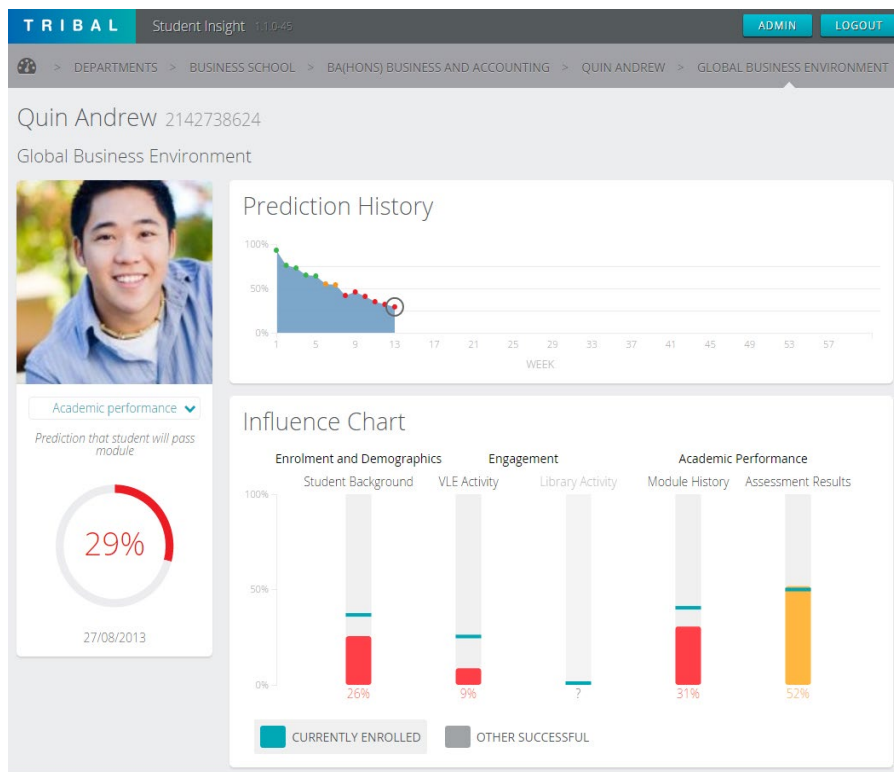 TRIBAL Student Insight 1.1.0-45 ADMIN LOGOUT
> DEPARTMENTS > BUSINESS SCHOOL > BA(HONS) BUSINESS AND ACCOUNTING > QUIN ANDREW > GLOBAL BUSINESS ENVIRONMENT
Quin Andrew 2142738624
Global Business Environment
Academic performance
Prediction that student will pass
module
29%
27/08/2013
Prediction History
100%
50%
0%
1 5 9 13 17 21 25 29 33 37 41 45 49 53 57
WEEK
Influence Chart
Enrolment and Demographics Engagement Academic Performance
Student Background VLE Activity Library Activity Module History Assessment Results
100%
50%
0%
26% 9% ? 31% 52%
CURRENTLY ENROLLED OTHER SUCCESSFUL